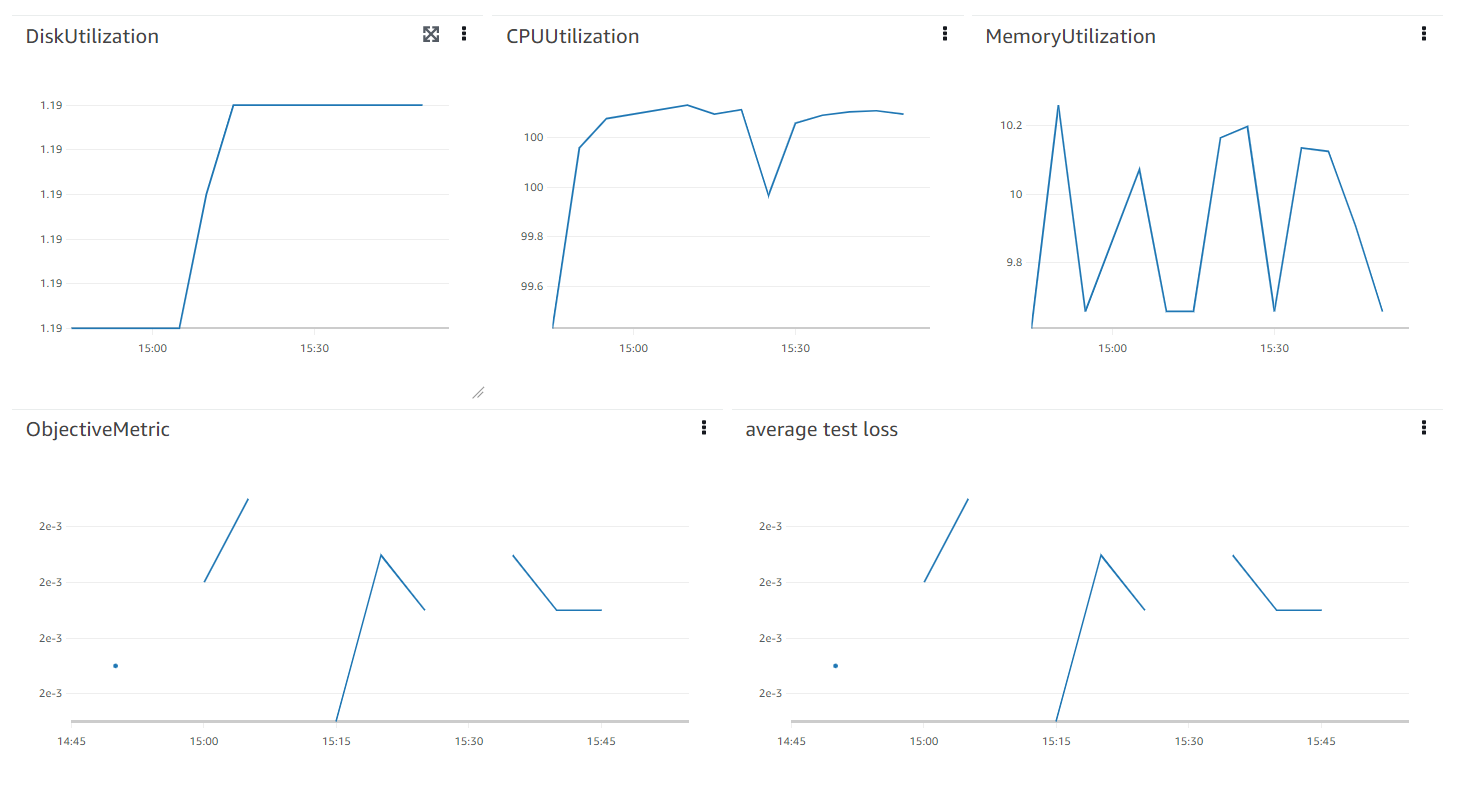 DiskUtilization
1.19
1.19
1.19
1.19
1.19
1.19
15:00 15:30
CPUUtilization
100
100
99.8
99.6
15:00 15:30
MemoryUtilization
10.2
10
9.8
15:00 15:30
ObjectiveMetric
2e-3
2e-3
2e-3
2e-3
14:45 15:00 15:15 15:30 15:45
average test loss
2e-3
2e-3
2e-3
2e-3
14:45 15:00 15:15 15:30 15:45